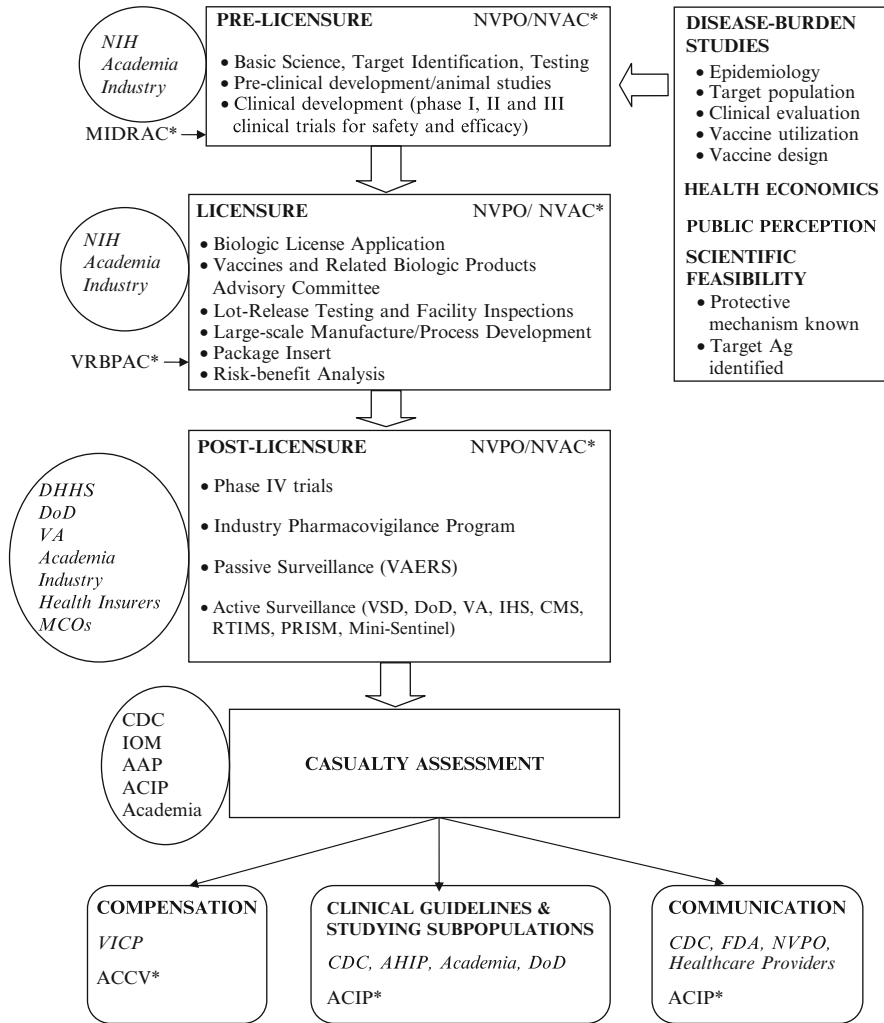 PRE-LICENSURE NVPO/NVAC*
NIH
Academia
Industry
• Basic Science, Target Identification, Testing
• Pre-clinical development/animal studies
• Clinical development (phase I, II and III
clinical trials for safety and efficacy)
MIDRAC*
DISEASE-BURDEN
STUDIES
• Epidemiology
• Target population
• Clinical evaluation
• Vaccine utilization
• Vaccine design
HEALTH ECONOMICS
PUBLIC PERCEPTION
SCIENTIFIC
FEASIBILITY
• Protective
mechanism known
• Target Ag
identified
LICENSURE NVPO/ NVAC*
NIH
Academia
Industry
• Biologic License Application
• Vaccines and Related Biologic Products
Advisory Committee
• Lot-Release Testing and Facility Inspections
• Large-scale Manufacture/Process Development
• Package Insert
• Risk-benefit Analysis
VRBPAC*
POST-LICENSURE NVPO/NVAC*
DHHS
DoD
VA
Academia
Industry
Health Insurers
MCOs
• Phase IV trials
• Industry Pharmacovigilance Program
• Passive Surveillance (VAERS)
• Active Surveillance (VSD, DoD, VA, IHS, CMS,
RTIMS, PRISM, Mini-Sentinel)
CDC
IOM
AAP
ACIP
Academia
CASUALTY ASSESSMENT
COMPENSATION
VICP
ACCV*
CLINICAL GUIDELINES &
STUDYING SUBPOPULATIONS
CDC, AHIP, Academia, DoD
ACIP*
COMMUNICATION
CDC, FDA, NVPO,
Healthcare Providers
ACIP*